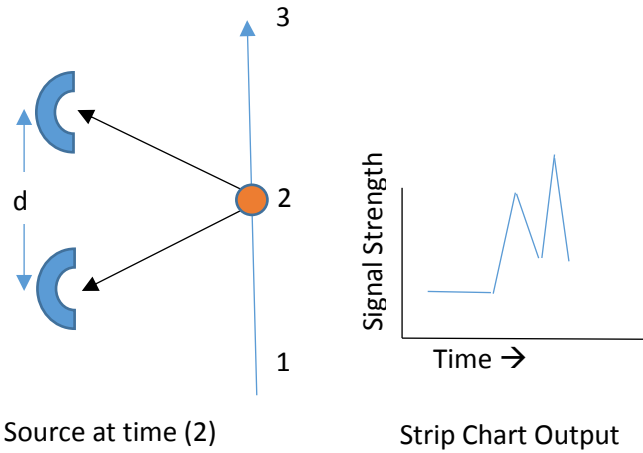 3
d
2
1
Source at time (2)
Signal Strength
Time →
Strip Chart Output